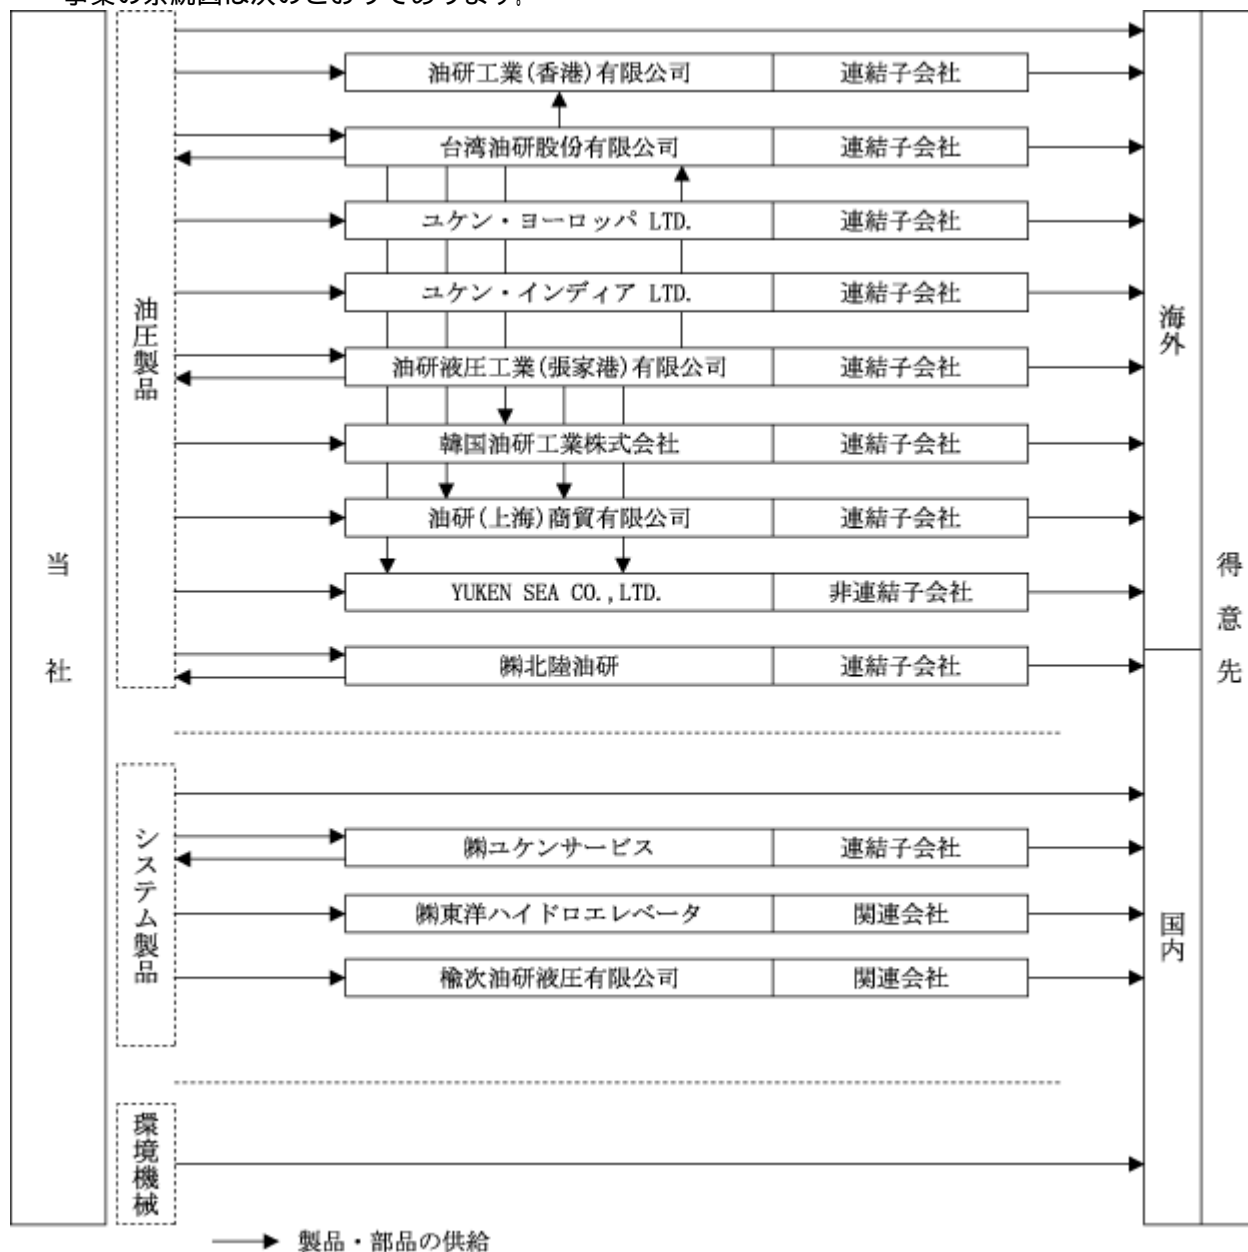 事業の系統図は次のとおりであります。
油研工業(香港)有限公司 連結子会社
台湾油研股份有限公司 連結子会社
ユケン・ヨーロッパ LTD. 連結子会社
ユケン・インディア LTD. 連結子会社
油研液圧工業(張家港)有限公司 連結子会社
韓国油研工業株式会社 連結子会社
油研(上海)商貿有限公司 連結子会社
YUKEN SEA CO.,LTD. 非連結子会社
㈱北陸油研 連結子会社
油圧製品
海外
当社
得意先
㈱ユケンサービス 連結子会社
㈱東洋ハイドロエレベータ 関連会社
楡次油研液圧有限公司 関連会社
システム製品
国内
環境機械
製品・部品の供給